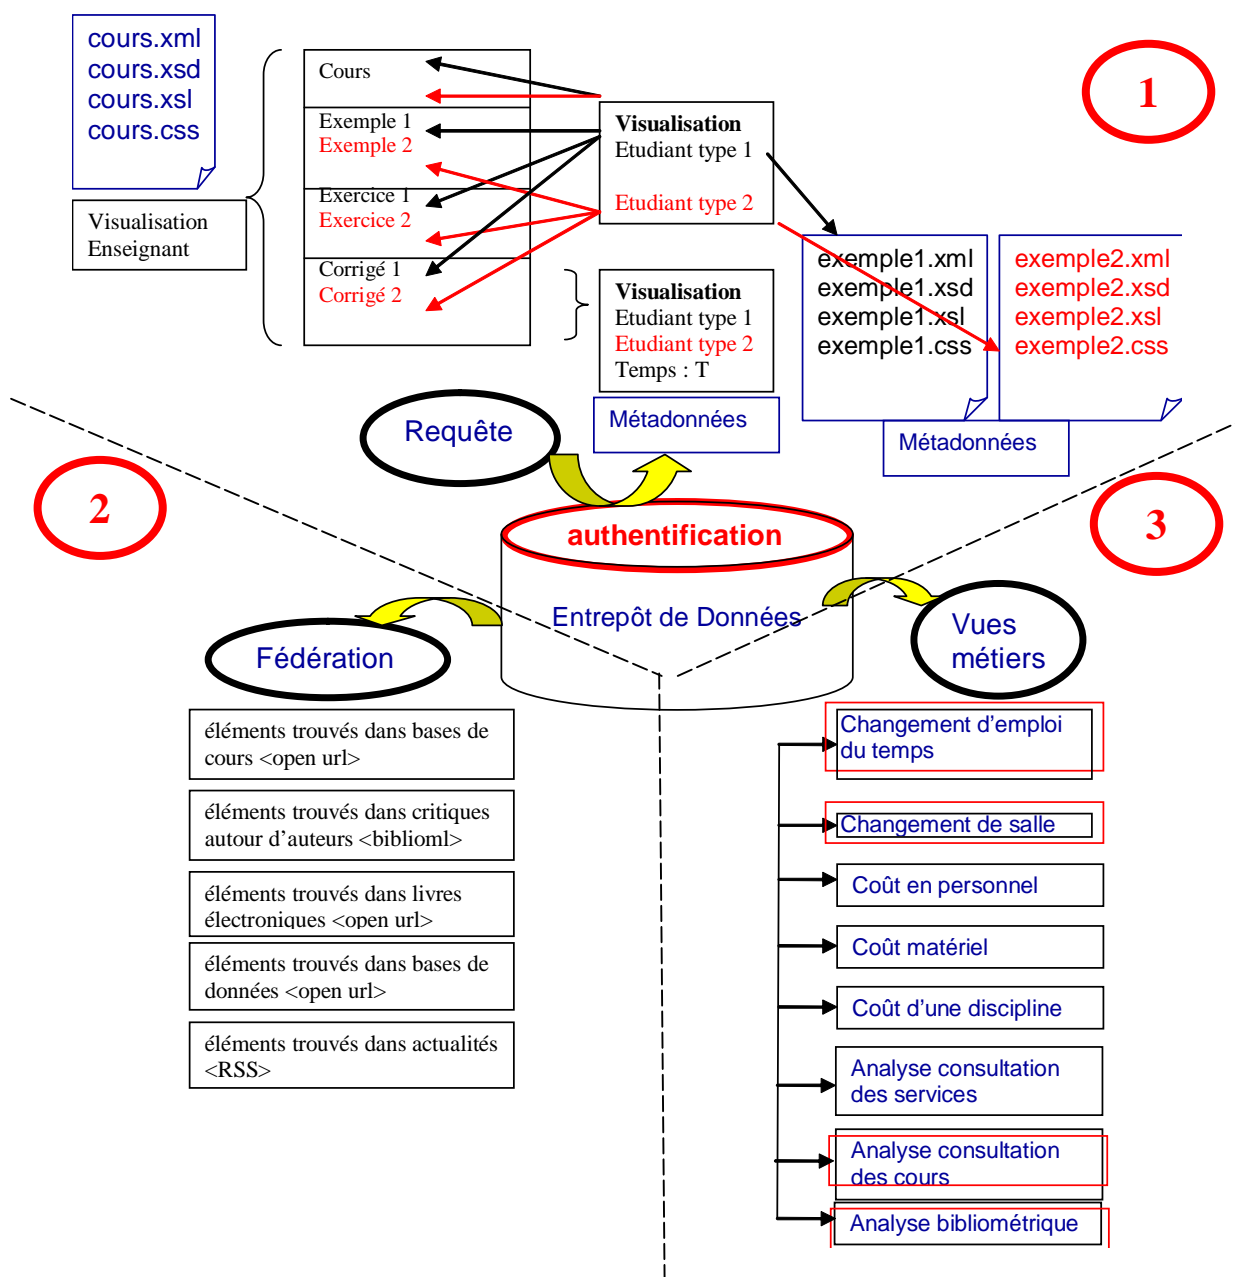 cours.xml
cours.xsd
cours.xsl
cours.css
Visualisation
Enseignant
Cours
Exemple 1
Exemple 2
Exercice 1
Exercice 2
Corrigé 1
Corrigé 2
Visualisation
Etudiant type 1
Etudiant type 2
Visualisation
Etudiant type 1
Etudiant type 2
Temps : T
Métadonnées
1
exemple1.xml
exemple1.xsd
exemple1.xsl
exemple1.css
exemple2.xml
exemple2.xsd
exemple2.xsl
exemple2.css
Métadonnées
Requête
2
3
authentification
Entrepôt de Données
Fédération
Vues
métiers
éléments trouvés dans bases de
cours <open url>
éléments trouvés dans critiques
autour d'auteurs <biblioml>
éléments trouvés dans livres
électroniques <open url>
éléments trouvés dans bases de
données <open url>
éléments trouvés dans actualités
<RSS>
Changement d'emploi
du temps
Changement de salle
Coût en personnel
Coût matériel
Coût d'une discipline
Analyse consultation
des services
Analyse consultation
des cours
Analyse bibliométrique